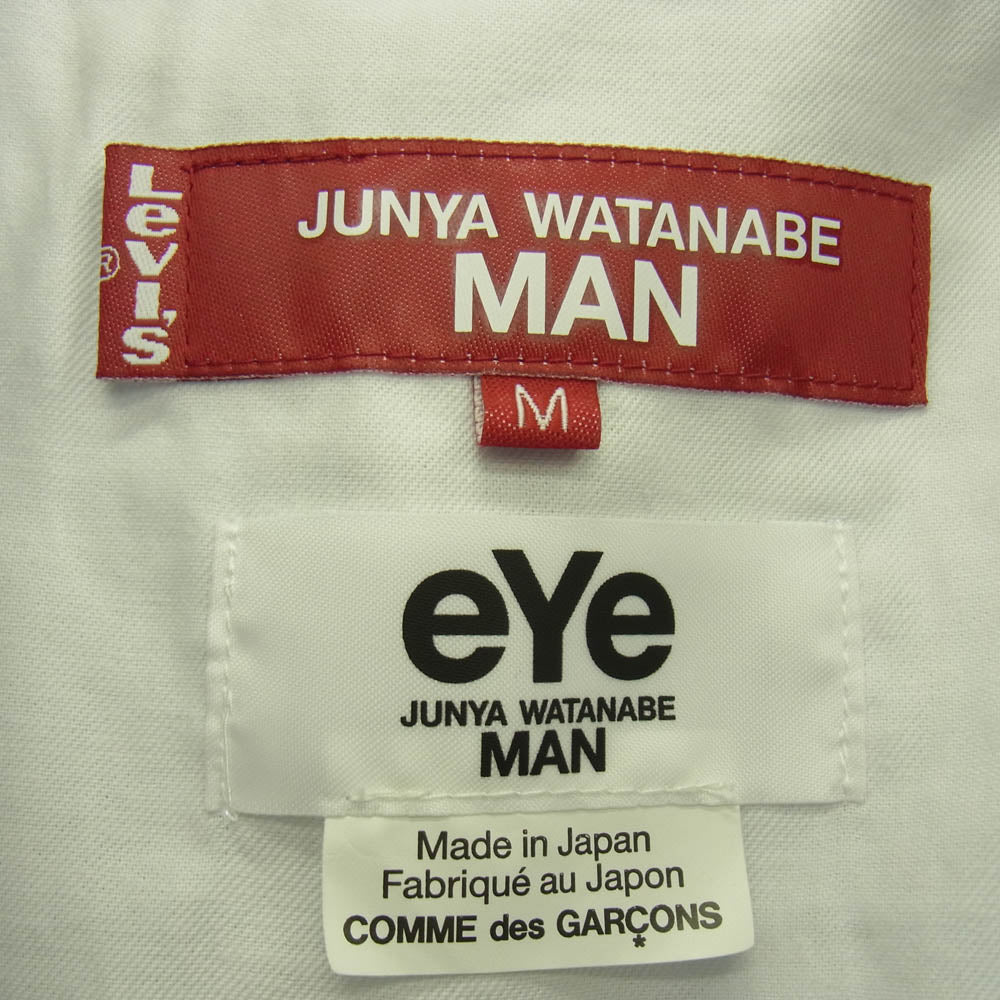 Levi's
®
JUNYA WATANABE
MAN
M
eYe
JUNYA WATANABE
MAN
Made in Japan
Fabriqué au Japon
COMME des GARÇONS
*